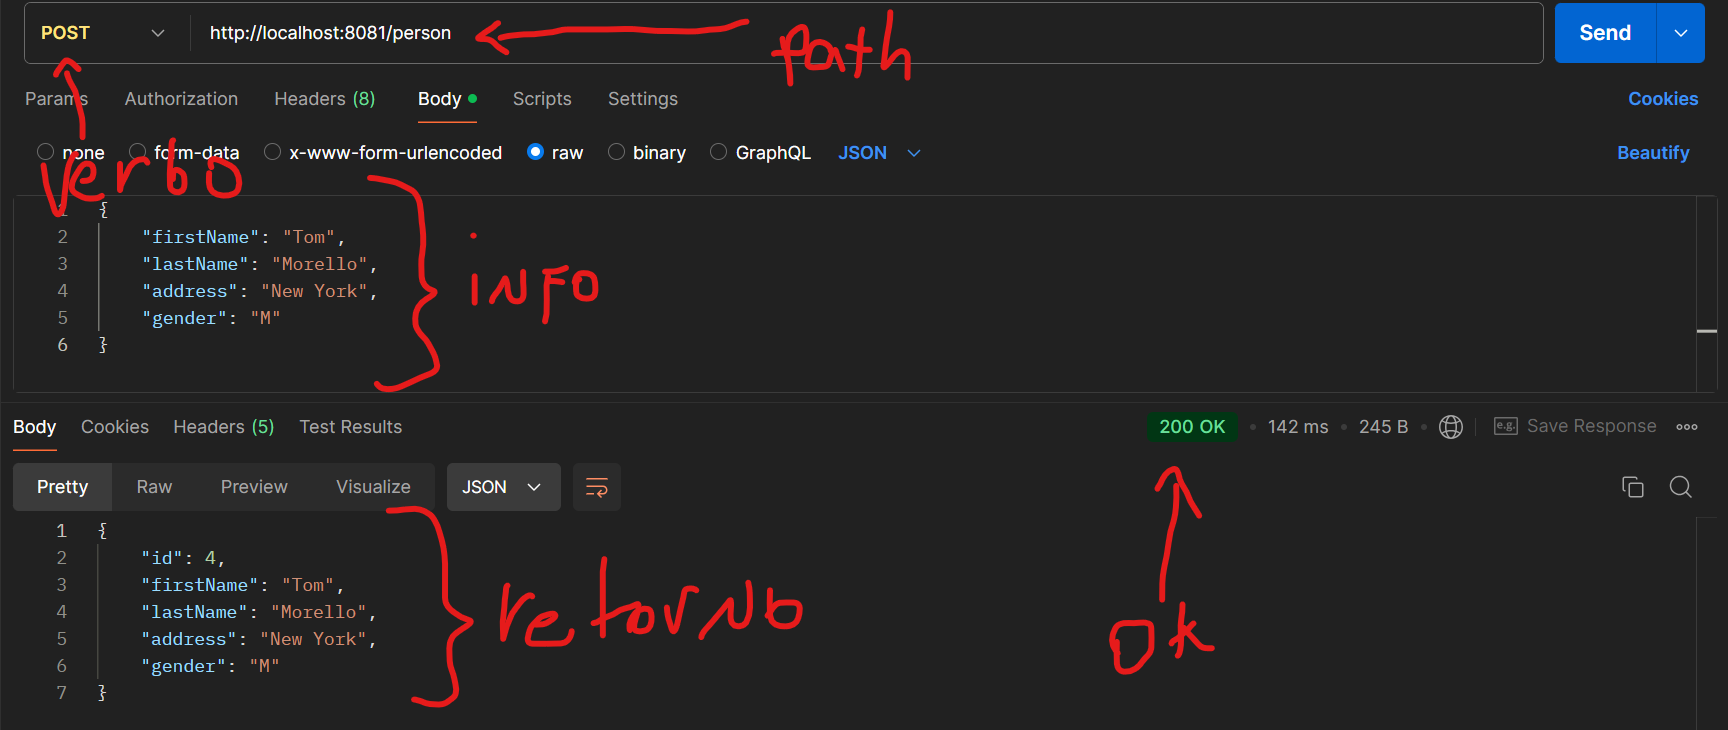 POST http://localhost:8081/person path Send
Params Authorization Headers (8) Body Scripts Settings Cookies
none form-data x-www-form-urlencoded raw binary GraphQL JSON Beautify
verbo
1 {
2 "firstName": "Tom",
3 "lastName": "Morello",
4 "address": "New York",
5 "gender": "M"
6 }
info
Body Cookies Headers (5) Test Results 200 OK • 142 ms • 245 B • e.g. Save Response
Pretty Raw Preview Visualize JSON
1 {
2 "id": 4,
3 "firstName": "Tom",
4 "lastName": "Morello",
5 "address": "New York",
6 "gender": "M"
7 }
retorno
ok